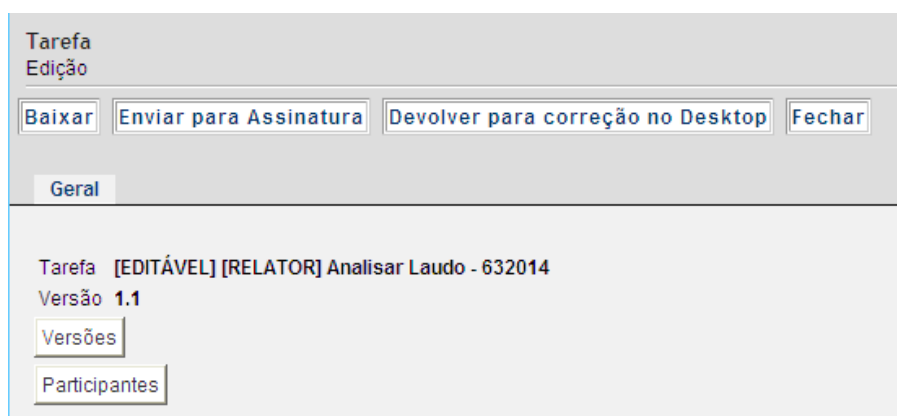 Tarefa
Edição
Baixar Enviar para Assinatura Devolver para correção no Desktop Fechar
Geral
Tarefa [EDITÁVEL] [RELATOR] Analisar Laudo - 632014
Versão 1.1
Versões
Participantes